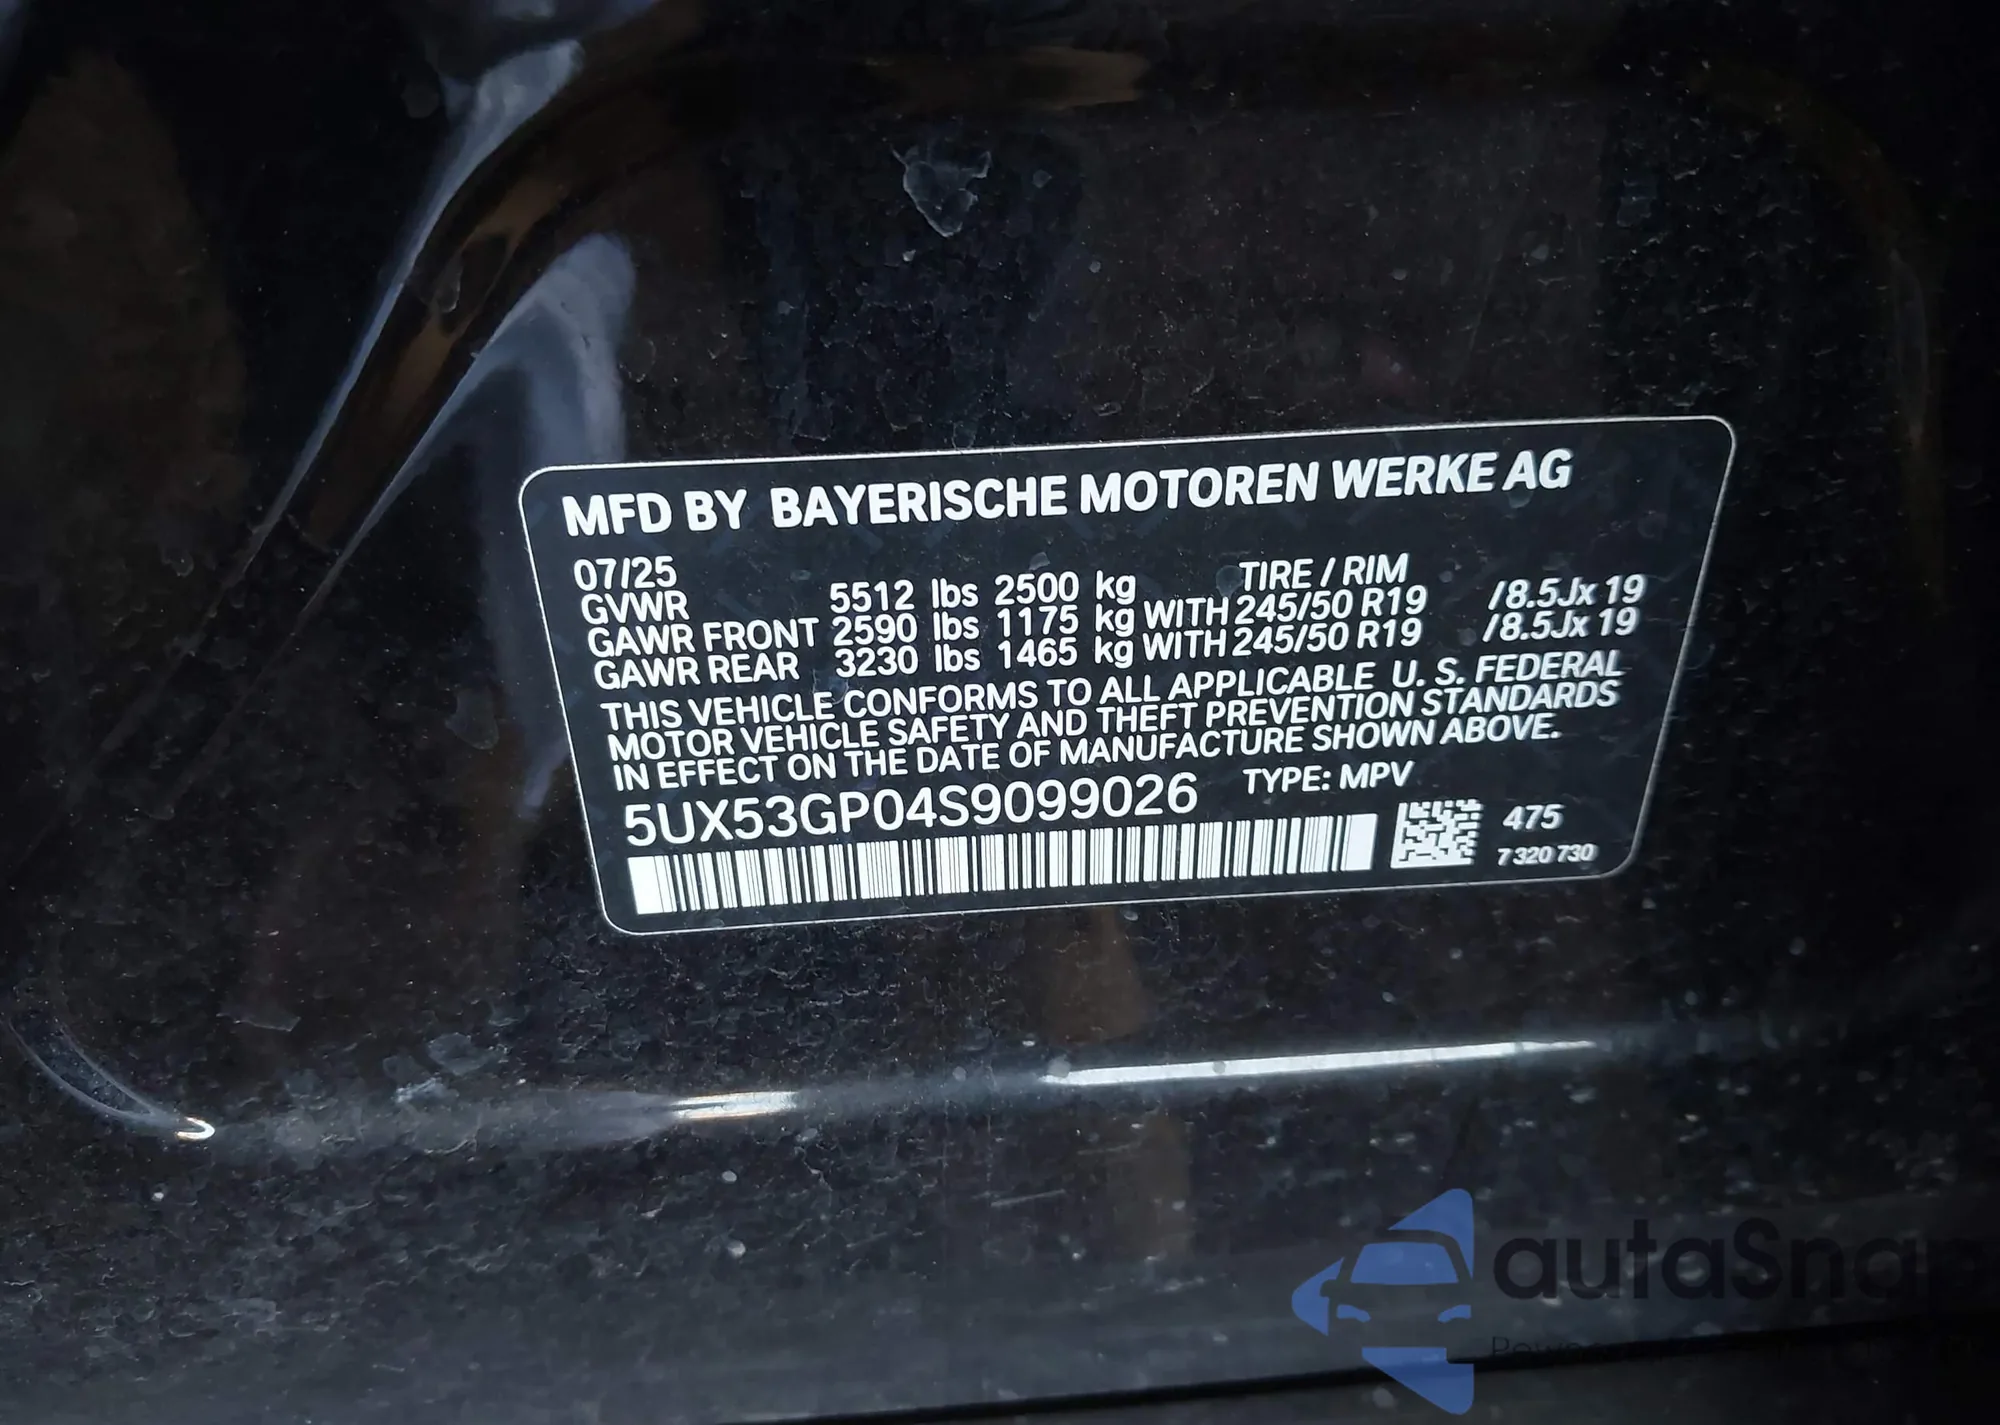 MFD BY BAYERISCHE MOTOREN WERKE AG
07/25 TIRE / RIM
GVWR 5512 lbs 2500 kg
GAWR FRONT 2590 lbs 1175 kg WITH 245/50 R19 /8.5Jx 19
GAWR REAR 3230 lbs 1465 kg WITH 245/50 R19 /8.5Jx 19
THIS VEHICLE CONFORMS TO ALL APPLICABLE U. S. FEDERAL
MOTOR VEHICLE SAFETY AND THEFT PREVENTION STANDARDS
IN EFFECT ON THE DATE OF MANUFACTURE SHOWN ABOVE.
5UX53GP04S9099026 TYPE: MPV
475
7 320 730
autaSna